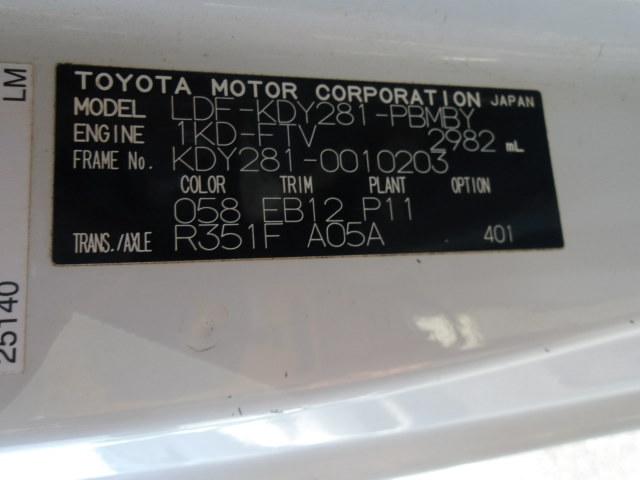 TOYOTA MOTOR CORPORATION JAPAN
MODEL LDF-KDY281-PBMBY
ENGINE 1KD-FTV 2982 mL
FRAME No. KDY281-0010203
COLOR TRIM PLANT OPTION
058 EB12 P11
TRANS./AXLE R351F A05A 401
LM
25140